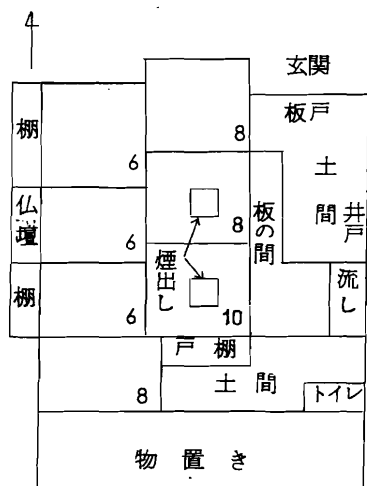 玄関
棚
8
板戸
6
土間
仏壇
8
板の間
井戸
6
煙出し
棚
流し
6
10
戸棚
土間
8
トイレ
物置き